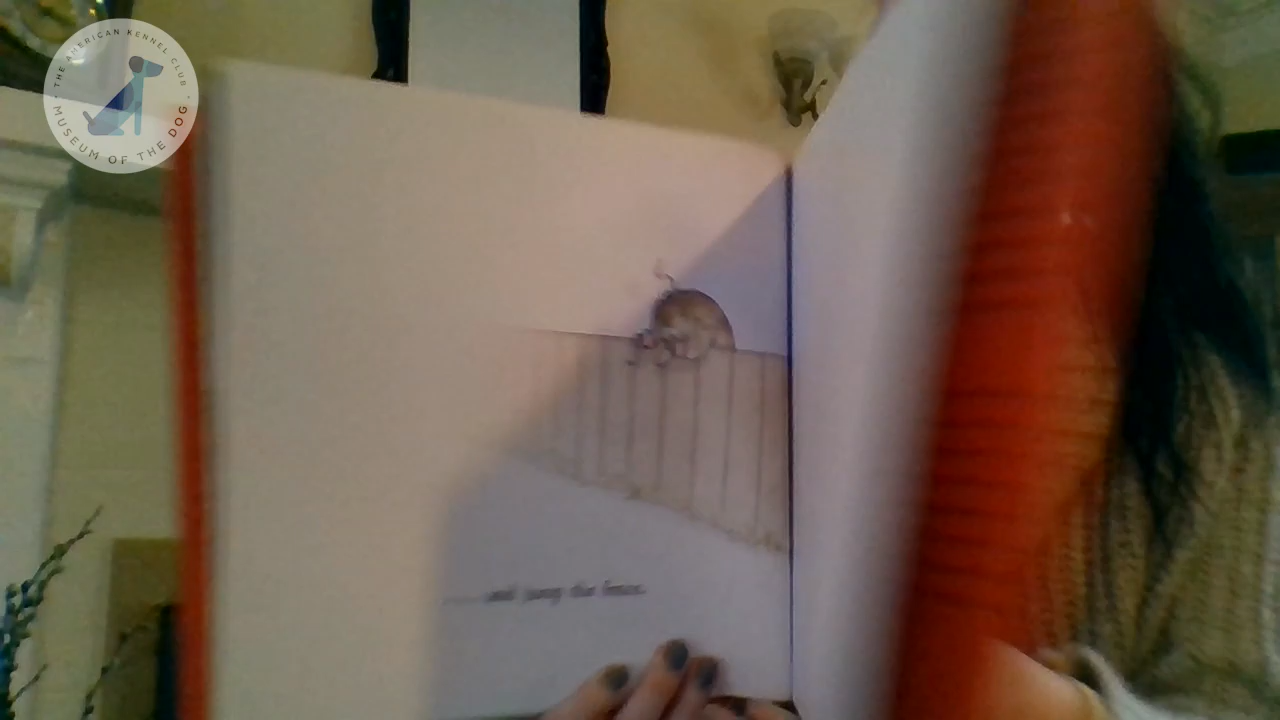 THE AMERICAN KENNEL CLUB
MUSEUM OF THE DOG
and jump the fence.